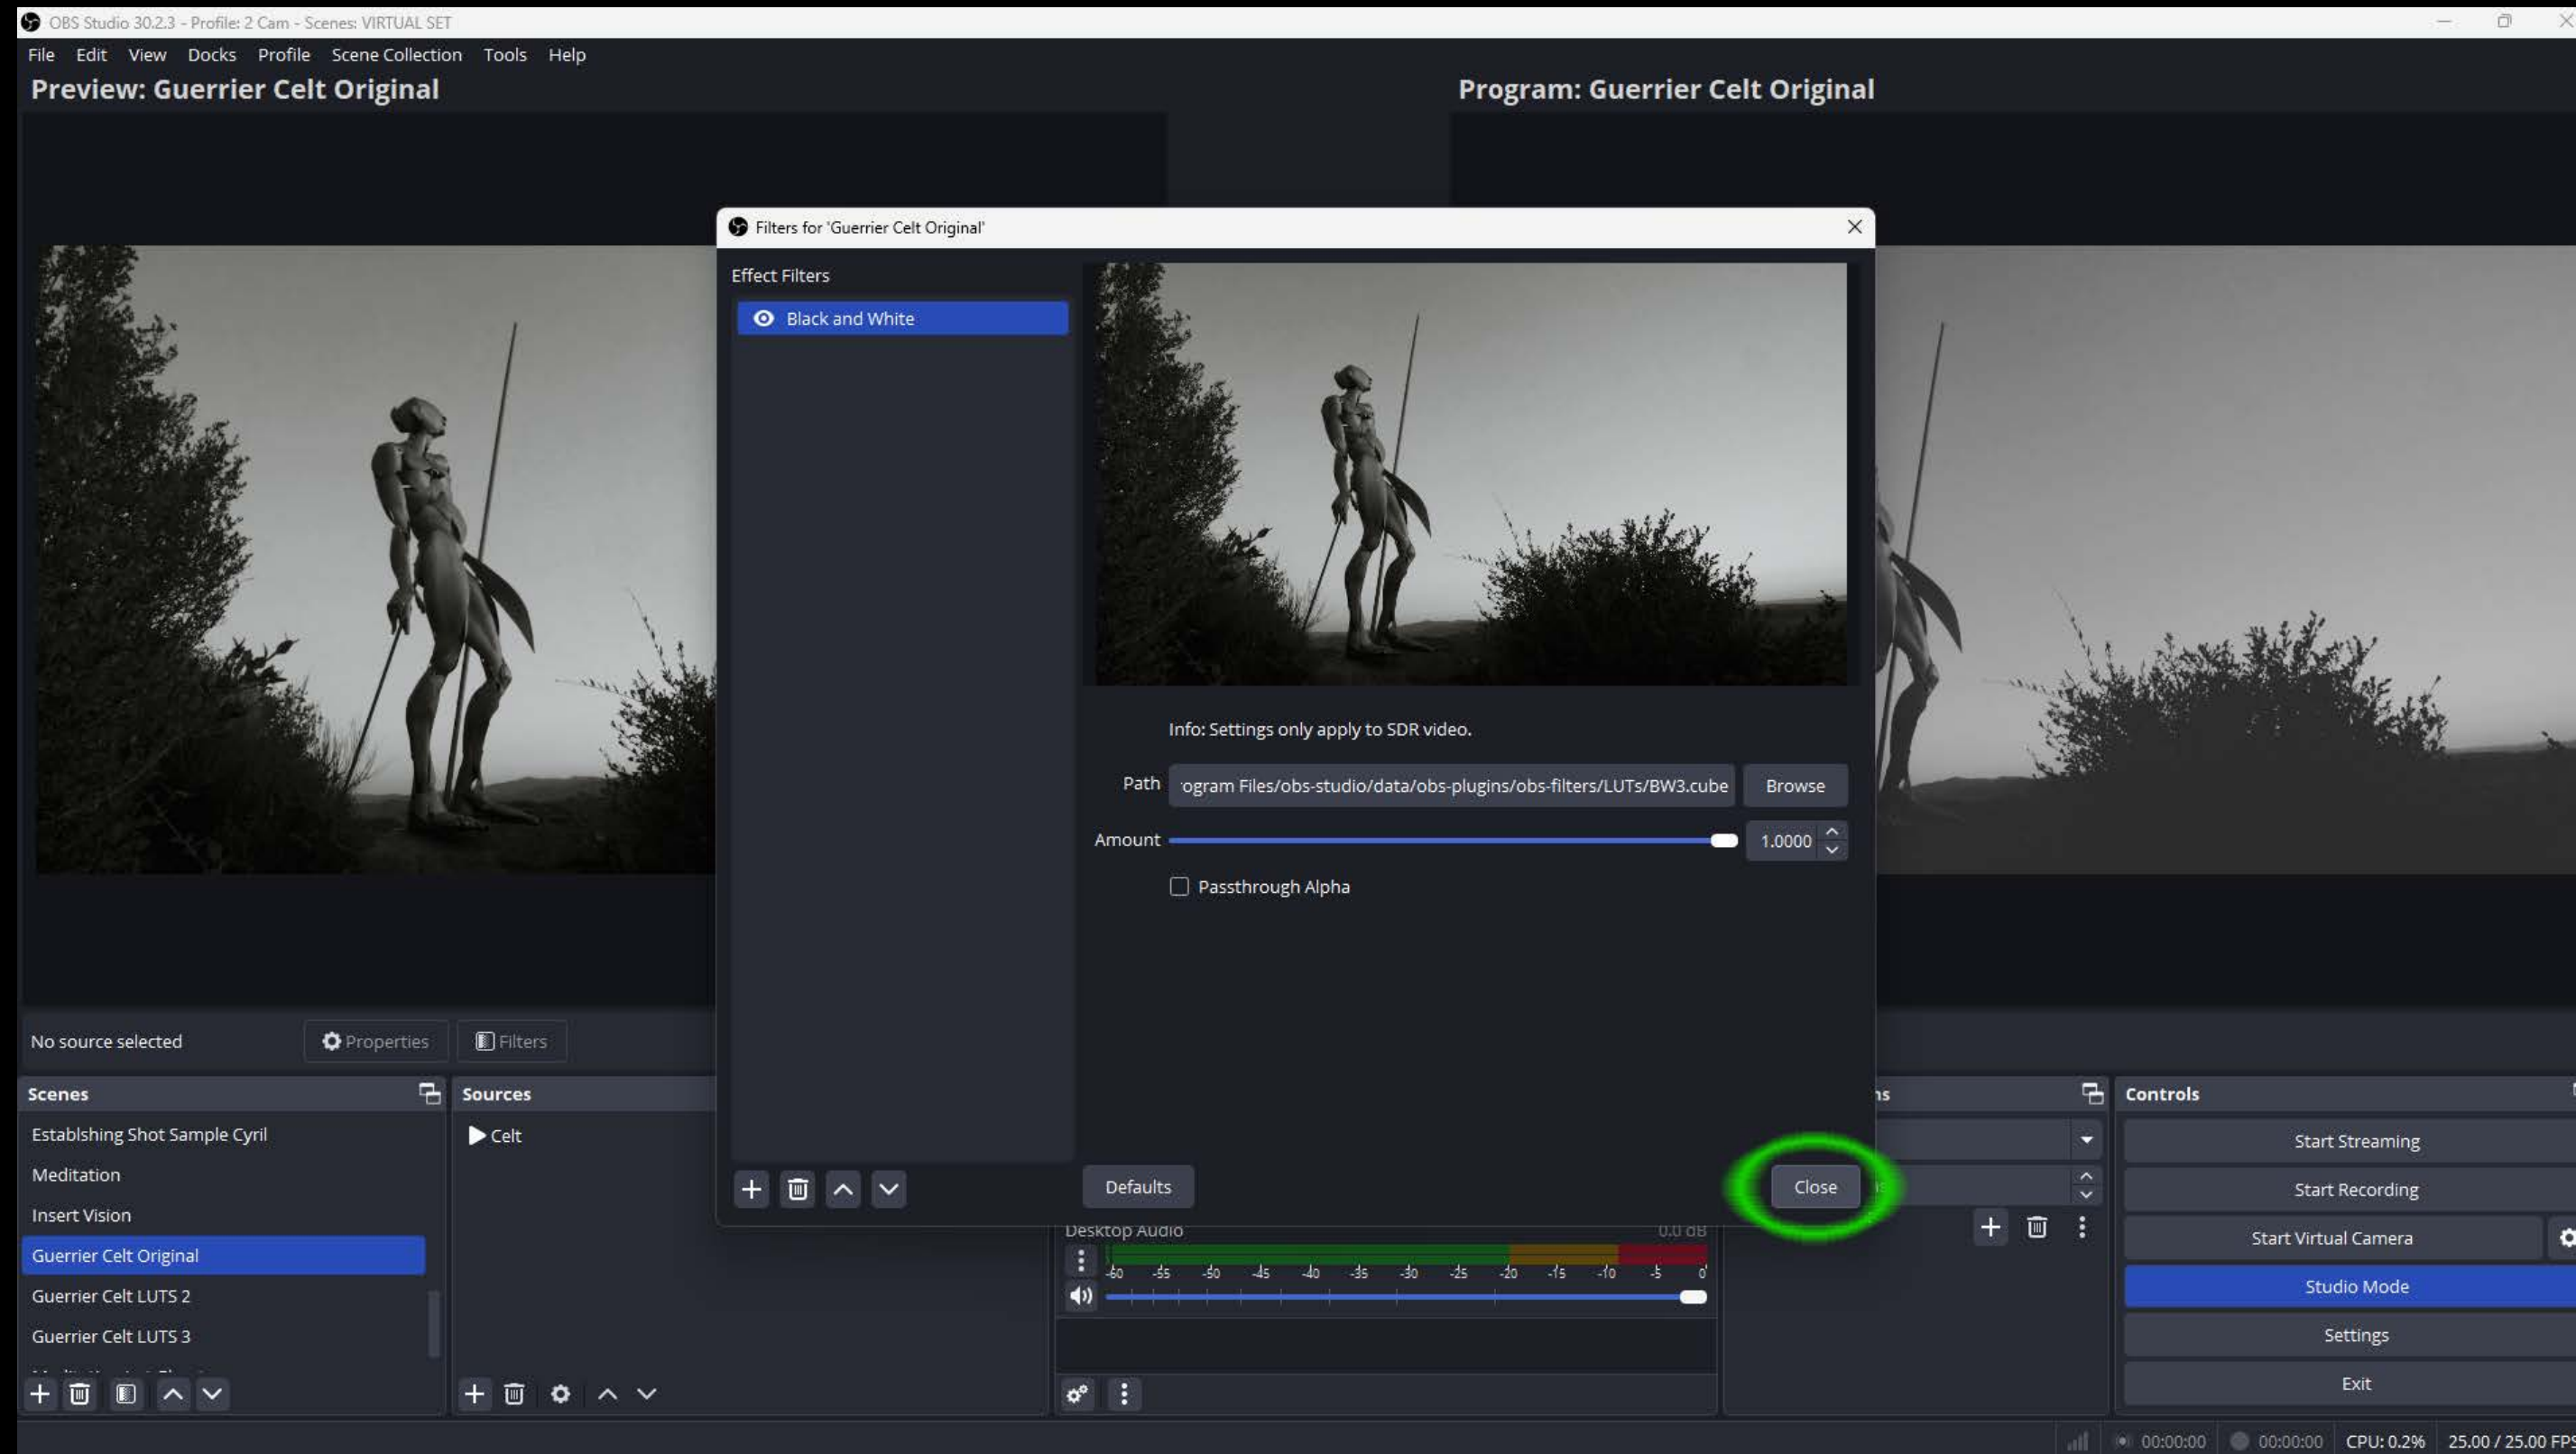 OBS Studio 30.2.3 - Profile: 2 Cam - Scenes: VIRTUAL SET
File Edit View Docks Profile Scene Collection Tools Help
Preview: Guerrier Celt Original
Program: Guerrier Celt Original
Filters for 'Guerrier Celt Original'
Effect Filters
Black and White
Info: Settings only apply to SDR video.
Path ogram Files/obs-studio/data/obs-plugins/obs-filters/LUTs/BW3.cube Browse
Amount 1.0000
Passthrough Alpha
Defaults Close
No source selected Properties Filters
Scenes
Establshing Shot Sample Cyril
Meditation
Insert Vision
Guerrier Celt Original
Guerrier Celt LUTS 2
Guerrier Celt LUTS 3
Sources
Celt
Desktop Audio 0.0 dB
-60 -55 -50 -45 -40 -35 -30 -25 -20 -15 -10 -5 0
ns
Controls
Start Streaming
Start Recording
Start Virtual Camera
Studio Mode
Settings
Exit
00:00:00 00:00:00 CPU: 0.2% 25.00 / 25.00 FPS